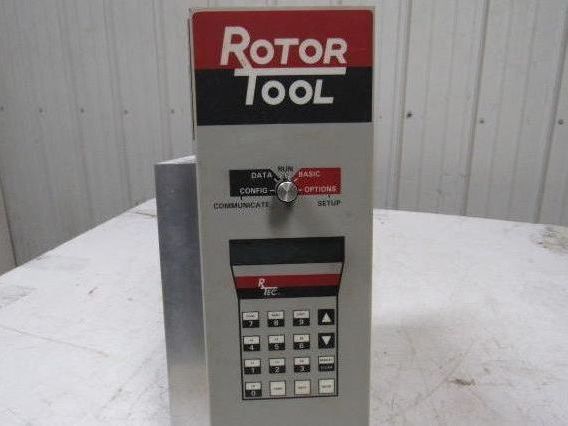 ROTOR
TOOL
RUN
DATA BASIC
CONFIG OPTIONS
COMMUNICATE SETUP
RTEC
7 8 9
4 5 6
1 2 3
0